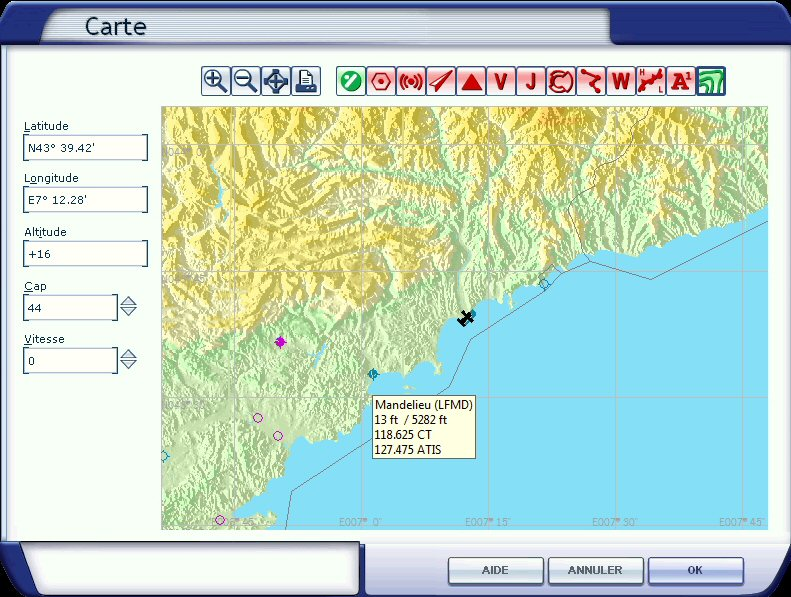 Carte
V J W H L A¹
Latitude
N43° 39.42'
Longitude
E7° 12.28'
Altitude
+16
Cap
44
Vitesse
0
Mandelieu (LFMD)
13 ft / 5282 ft
118.625 CT
127.475 ATIS
E007° 0' E007° 15' E007° 30' E007° 45'
AIDE ANNULER OK